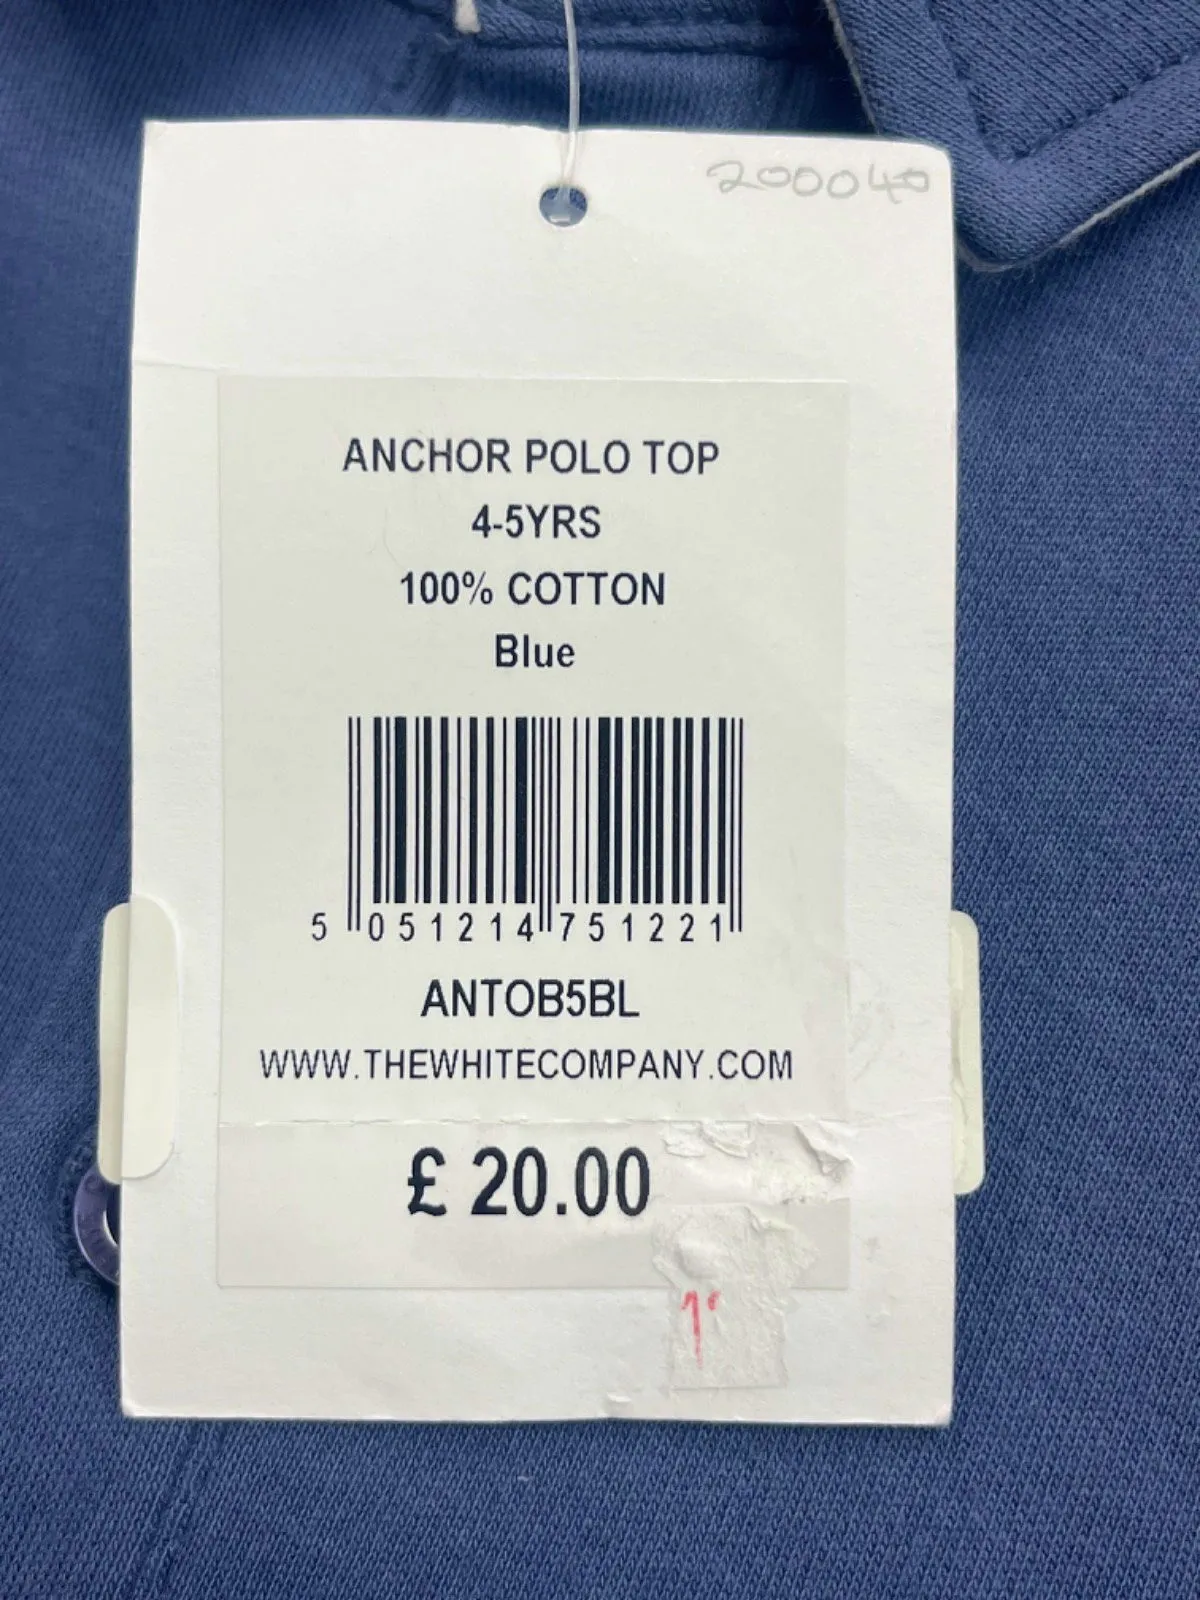 200040
ANCHOR POLO TOP
4-5YRS
100% COTTON
Blue
5 051214 751221
ANTOB5BL
WWW.THEWHITECOMPANY.COM
£ 20.00